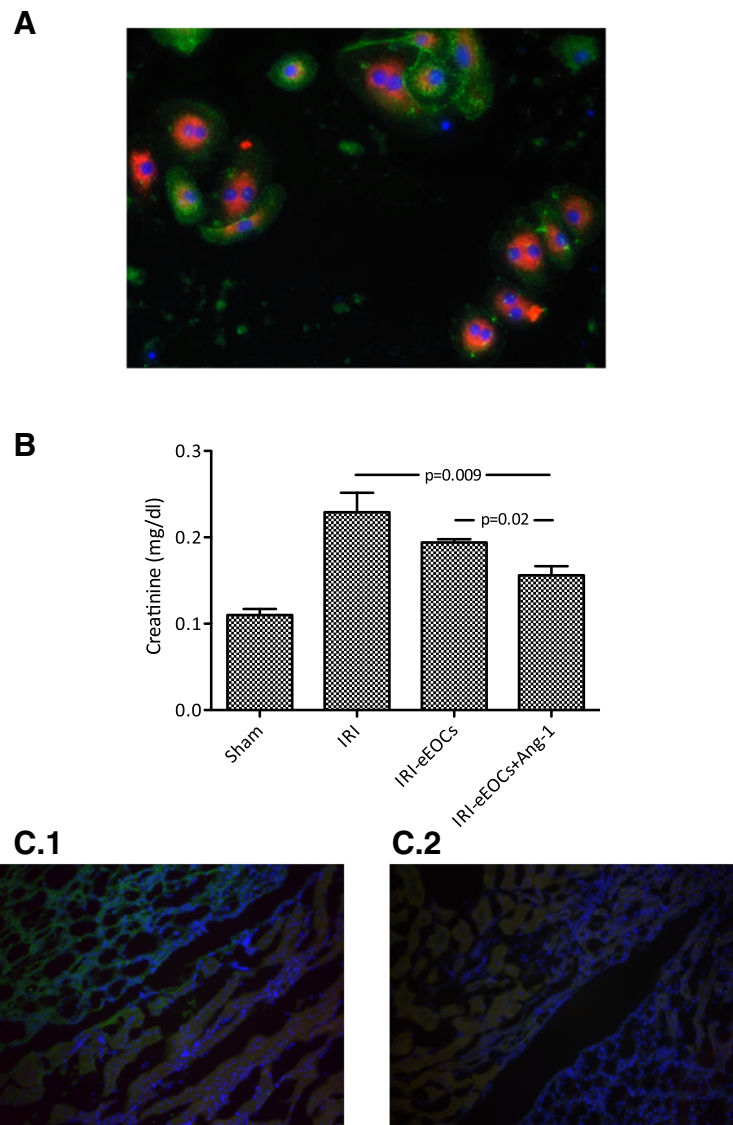 A
B
0.3
0.2
0.1
0.0
Creatinine (mg/dl)
p=0.009
p=0.02
Sham
IRI
IRI-eEOCs
IRI-eEOCs+Ang-1
C.1
C.2